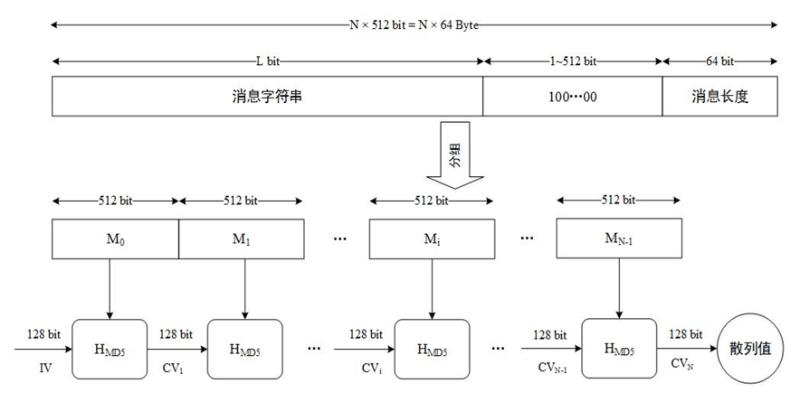 N × 512 bit = N × 64 Byte
L bit 1~512 bit 64 bit
消息字符串 100···00 消息长度
分组
512 bit 512 bit 512 bit 512 bit
M0 M1 ··· Mi ··· MN-1
128 bit 128 bit 128 bit 128 bit 128 bit
HMD5 HMD5 ··· HMD5 ··· HMD5 散列值
IV CV1 CVi CVN-1 CVN